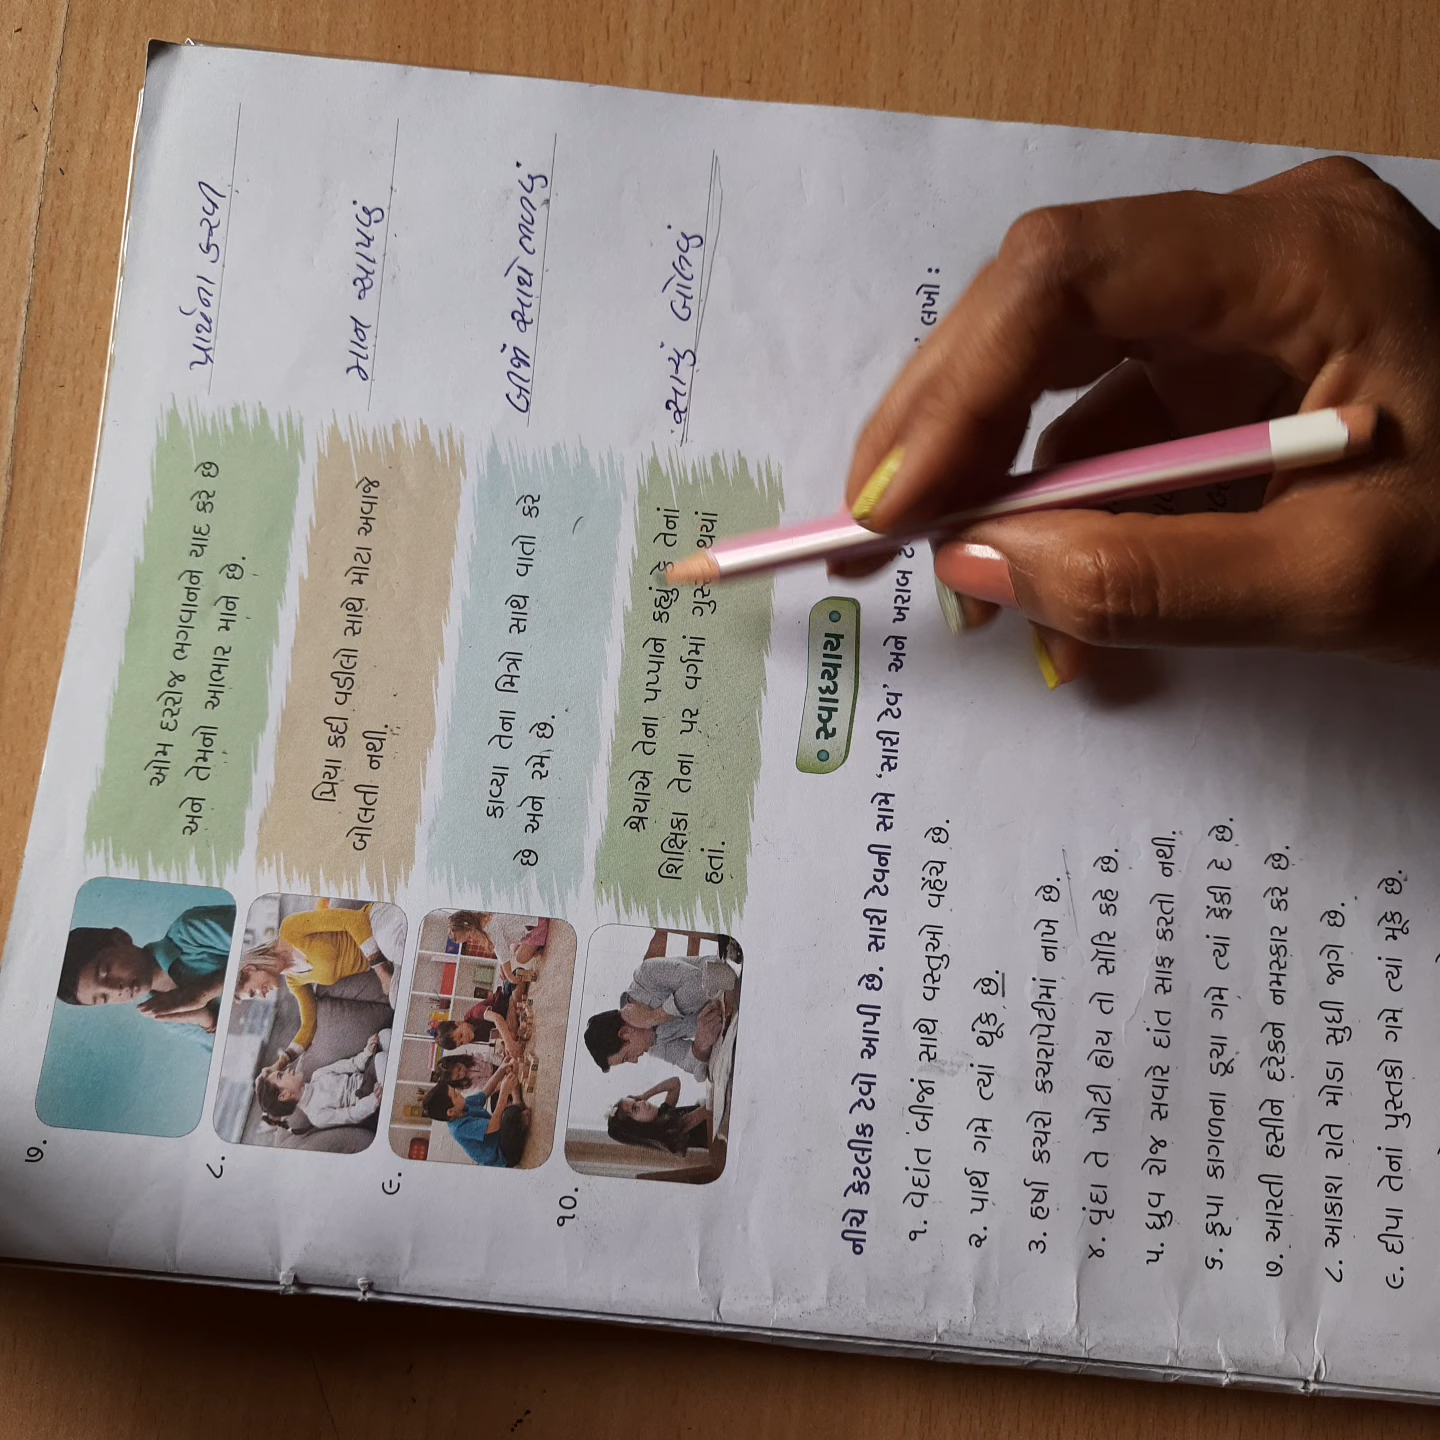 ૭.
ઓમ દરરોજ ભગવાનને યાદ કરે છે
અને તેમનો આભાર માને છે.
પ્રાર્થના કરવી
૮.
પ્રિયા કદી વડીલો સાથે મોટા અવાજે
બોલતી નથી.
માન આપવું
૯.
કાવ્યા તેના મિત્રો સાથે વાતો કરે
છે અને રમે છે.
બીજા સાથે ભળવું
૧૦.
શ્રેયાએ તેના પપ્પાને કહ્યું કે તેનાં
શિક્ષિકા તેના પર વર્ગમાં થયાં
હતાં.
સાચું બોલવું
• સ્વાધ્યાય •
નીચે કેટલીક ટેવો આપી છે. સારી ટેવની સામે 'સારી ટેવ' અને ખરાબ લખો :
૧. વેદાંત બીજાં સાથે વસ્તુઓ વહેંચે છે.
૨. પાર્થ ગમે ત્યાં થૂંકે છે.
૩. હર્ષા કચરો કચરાપેટીમાં નાખે છે.
૪. વૃંદા તે ખોટી હોય તો સૉરિ કહે છે.
૫. ધ્રુવ રોજ સવારે દાંત સાફ કરતો નથી.
૬. કૃપા કાગળના ડૂચા ગમે ત્યાં ફેંકી દે છે.
૭. આરતી હસીને દરેકને નમસ્કાર કરે છે.
૮. આકાશ રાતે મોડા સુધી જાગે છે.
૯. દીપા તેનાં પુસ્તકો ગમે ત્યાં મૂકે છે.